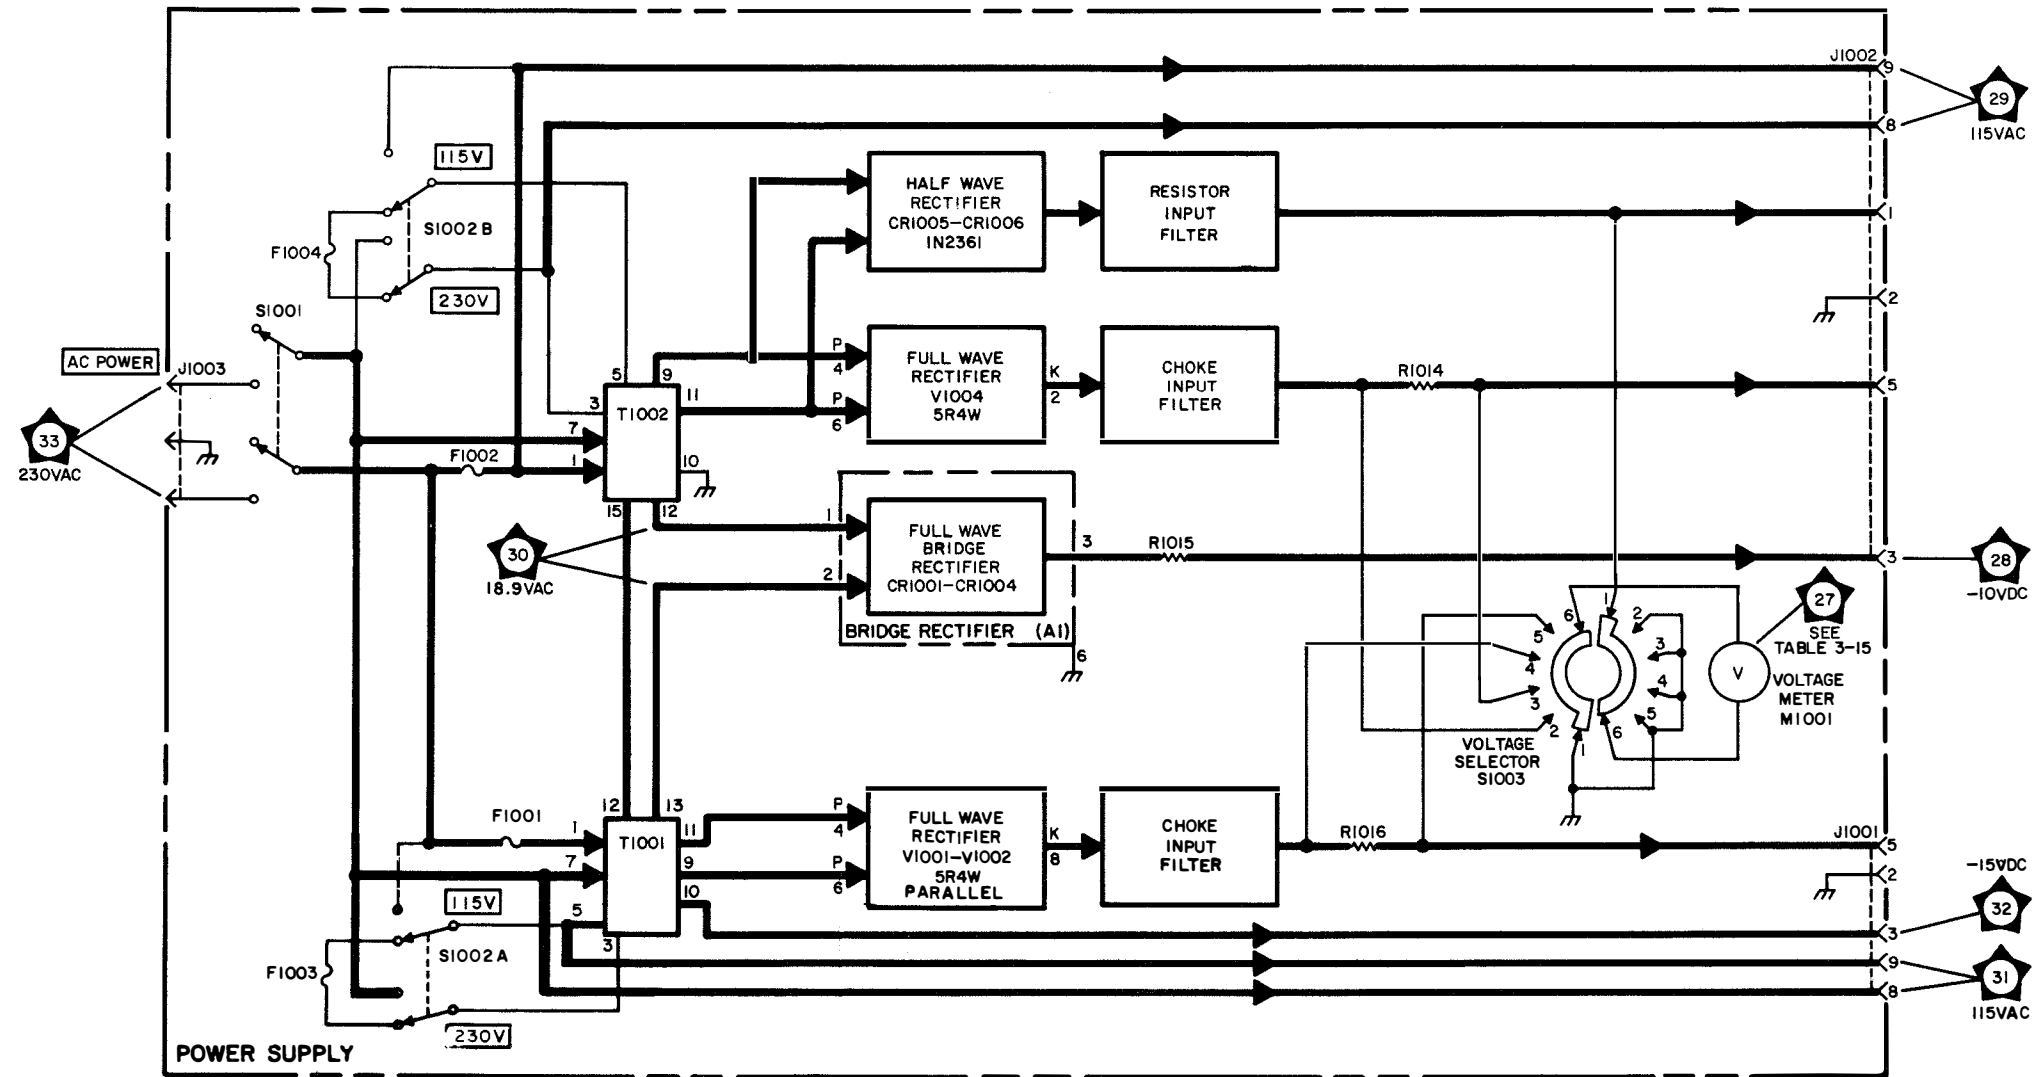 J1002
9
29
115VAC
8
115V
HALF WAVE
RECTIFIER
CR1005-CR1006
1N2361
RESISTOR
INPUT
FILTER
1
S1002B
F1004
230V
2
S1001
AC POWER
J1003
33
230VAC
P
4
P
6
FULL WAVE
RECTIFIER
V1004
5R4W
K
2
CHOKE
INPUT
FILTER
R1014
5
5
9
3
T1002
11
7
1
10
15
12
F1002
30
18.9VAC
1
2
FULL WAVE
BRIDGE
RECTIFIER
CR1001-CR1004
BRIDGE RECTIFIER (A1)
3
6
R1015
3
28
-10VDC
27
SEE
TABLE 3-15
V
VOLTAGE
METER
M1001
6
1
2
5
3
4
4
3
5
2
1
6
VOLTAGE
SELECTOR
S1003
12
13
F1001
1
T1001
11
7
9
10
5
3
P
4
P
6
FULL WAVE
RECTIFIER
V1001-V1002
5R4W
PARALLEL
K
8
CHOKE
INPUT
FILTER
R1016
J1001
5
2
-15VDC
32
3
9
31
8
115VAC
115V
S1002A
F1003
230V
POWER SUPPLY